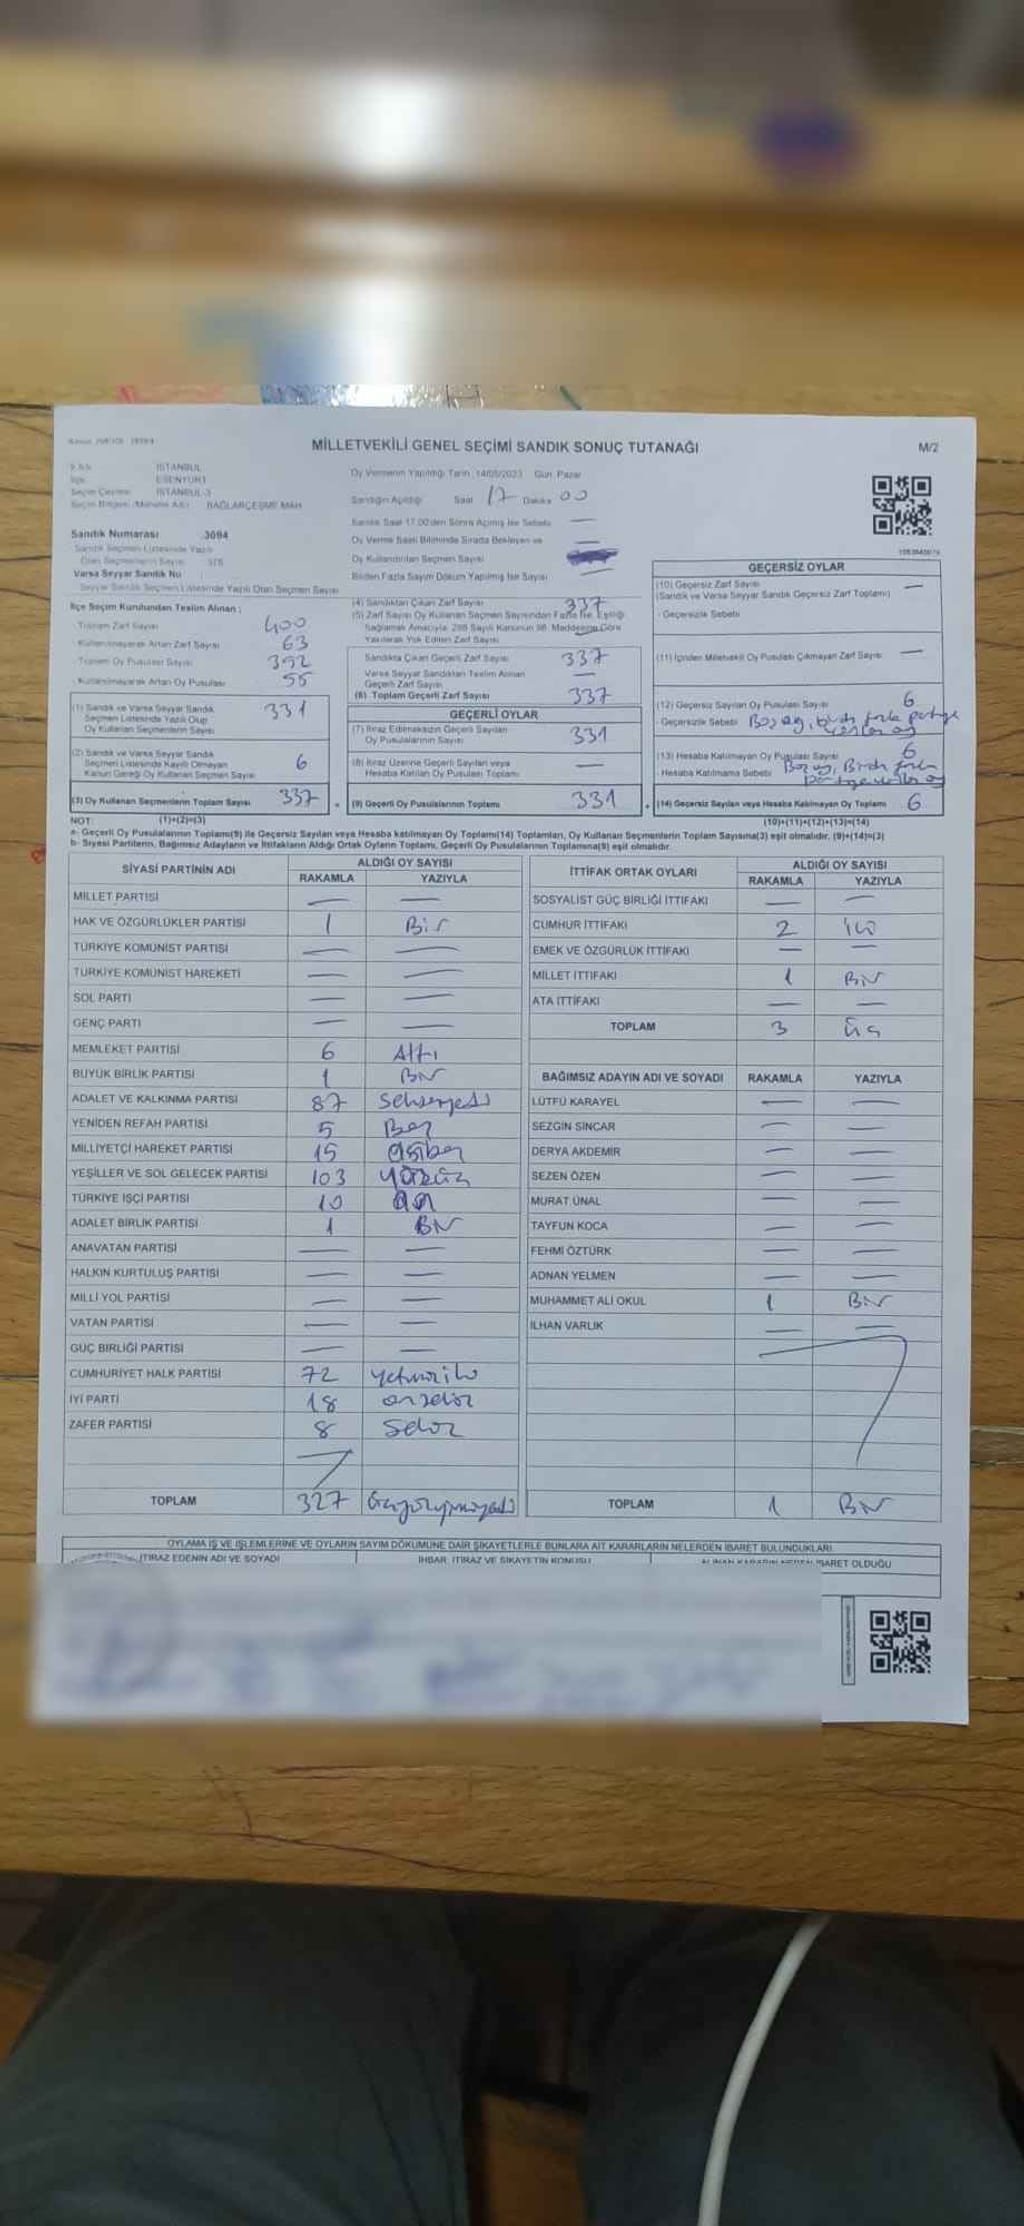 MİLLETVEKİLİ GENEL SEÇİMİ SANDIK SONUÇ TUTANAĞI
M/2
İSTANBUL
ESENYURT
İSTANBUL-3
BAĞLARÇEŞME MAH
Sandık Numarası 3094
Varsa Seyyar Sandık No
Oy Vermenin Yapıldığı Tarih 14/05/2023 Gün Pazar
Sandığın Açıldığı Saat 17 Dakika 00
Sandık Saat 17.00'den Sonra Açılmış İse Sebebi —
Oy Verme Saati Bitiminde Sırada Bekleyen ve
Oy Kullandırılan Seçmen Sayısı
Birden Fazla Sayım Döküm Yapılmış İse Sayısı —
İlçe Seçim Kurulundan Teslim Alınan :
Toplam Zarf Sayısı 400
Kullanılmayarak Artan Zarf Sayısı 63
Toplam Oy Pusulası Sayısı 392
Kullanılmayarak Artan Oy Pusulası 55
(1) Sandık ve Varsa Seyyar Sandık
Seçmen Listesinde Yazılı Olup
Oy Kullanan Seçmenlerin Sayısı 331
(2) Sandık ve Varsa Seyyar Sandık
Seçmen Listesinde Kayıtlı Olmayan
Kanun Gereği Oy Kullanan Seçmen Sayısı 6
(3) Oy Kullanan Seçmenlerin Toplam Sayısı 337
(1)+(2)=(3)
(4) Sandıktan Çıkan Zarf Sayısı 337
(5) Zarf Sayısı Oy Kullanan Seçmen Sayısından Fazla İse, Eşitliği
Sağlamak Amacıyla, 298 Sayılı Kanunun 98. Maddesine Göre
Yakılarak Yok Edilen Zarf Sayısı —
Sandıkta Çıkan Geçerli Zarf Sayısı 337
Varsa Seyyar Sandıktan Teslim Alınan
Geçerli Zarf Sayısı —
(6) Toplam Geçerli Zarf Sayısı 337
GEÇERLİ OYLAR
(7) İtiraz Edilmeksizin Geçerli Sayılan
Oy Pusulalarının Sayısı 331
(8) İtiraz Üzerine Geçerli Sayılan veya
Hesaba Katılan Oy Pusulası Toplamı —
(9) Geçerli Oy Pusulalarının Toplamı 331
GEÇERSİZ OYLAR
(10) Geçersiz Zarf Sayısı —
(Sandık ve Varsa Seyyar Sandık Geçersiz Zarf Toplamı)
- Geçersizlik Sebebi
(11) İçinden Milletvekili Oy Pusulası Çıkmayan Zarf Sayısı —
(12) Geçersiz Sayılan Oy Pusulası Sayısı 6
- Geçersizlik Sebebi Boş oy, birden fazla partiye
(13) Hesaba Katılmayan Oy Pusulası Sayısı 6
- Hesaba Katılmama Sebebi Boş oy, Birden fazla
(14) Geçersiz Sayılan veya Hesaba Katılmayan Oy Toplamı 6
(10)+(11)+(12)+(13)=(14)
NOT:
a- Geçerli Oy Pusulalarının Toplamı(9) ile Geçersiz Sayılan veya Hesaba katılmayan Oy Toplamı(14) Toplamları, Oy Kullanan Seçmenlerin Toplam Sayısına(3) eşit olmalıdır. (9)+(14)=(3)
b- Siyasi Partilerin, Bağımsız Adayların ve İttifakların Aldığı Ortak Oyların Toplamı, Geçerli Oy Pusulalarının Toplamına(9) eşit olmalıdır.
SİYASİ PARTİNİN ADI ALDIĞI OY SAYISI
RAKAMLA YAZIYLA
MİLLET PARTİSİ — —
HAK VE ÖZGÜRLÜKLER PARTİSİ 1 Bir
TÜRKİYE KOMÜNİST PARTİSİ — —
TÜRKİYE KOMÜNİST HAREKETİ — —
SOL PARTİ — —
GENÇ PARTİ — —
MEMLEKET PARTİSİ 6 Altı
BÜYÜK BİRLİK PARTİSİ 1 Bir
ADALET VE KALKINMA PARTİSİ 87 Seksenyedi
YENİDEN REFAH PARTİSİ 5 Beş
MİLLİYETÇİ HAREKET PARTİSİ 15 onbeş
YEŞİLLER VE SOL GELECEK PARTİSİ 103 yüzüç
TÜRKİYE İŞÇİ PARTİSİ 10 on
ADALET BİRLİK PARTİSİ 1 Bir
ANAVATAN PARTİSİ — —
HALKIN KURTULUŞ PARTİSİ — —
MİLLİ YOL PARTİSİ — —
VATAN PARTİSİ — —
GÜÇ BİRLİĞİ PARTİSİ — —
CUMHURİYET HALK PARTİSİ 72 yetmişiki
İYİ PARTİ 18 onsekiz
ZAFER PARTİSİ 8 Sekiz
TOPLAM 327 üçyüzyirmiyedi
İTTİFAK ORTAK OYLARI ALDIĞI OY SAYISI
RAKAMLA YAZIYLA
SOSYALİST GÜÇ BİRLİĞİ İTTİFAKI — —
CUMHUR İTTİFAKI 2 iki
EMEK VE ÖZGÜRLÜK İTTİFAKI — —
MİLLET İTTİFAKI 1 Bir
ATA İTTİFAKI — —
TOPLAM 3 üç
BAĞIMSIZ ADAYIN ADI VE SOYADI RAKAMLA YAZIYLA
LÜTFÜ KARAYEL — —
SEZGİN SİNCAR — —
DERYA AKDEMİR — —
SEZEN ÖZEN — —
MURAT ÜNAL — —
TAYFUN KOCA — —
FEHMİ ÖZTÜRK — —
ADNAN YELMEN — —
MUHAMMET ALİ OKUL 1 Bir
İLHAN VARLIK — —
TOPLAM 1 Bir
OYLAMA İŞ VE İŞLEMLERİNE VE OYLARIN SAYIM DÖKÜMÜNE DAİR ŞİKAYETLERLE BUNLARA AİT KARARLARIN NELERDEN İBARET BULUNDUKLARI
İTİRAZ EDENİN ADI VE SOYADI İHBAR, İTİRAZ VE ŞİKAYETİN KONUSU ALINAN KARARIN NEDEN İBARET OLDUĞU